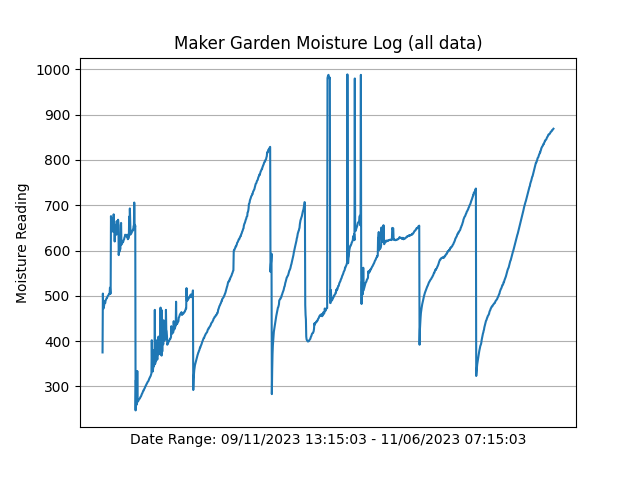 Maker Garden Moisture Log (all data)
1000
900
800
700
600
500
400
300
Moisture Reading
Date Range: 09/11/2023 13:15:03 - 11/06/2023 07:15:03